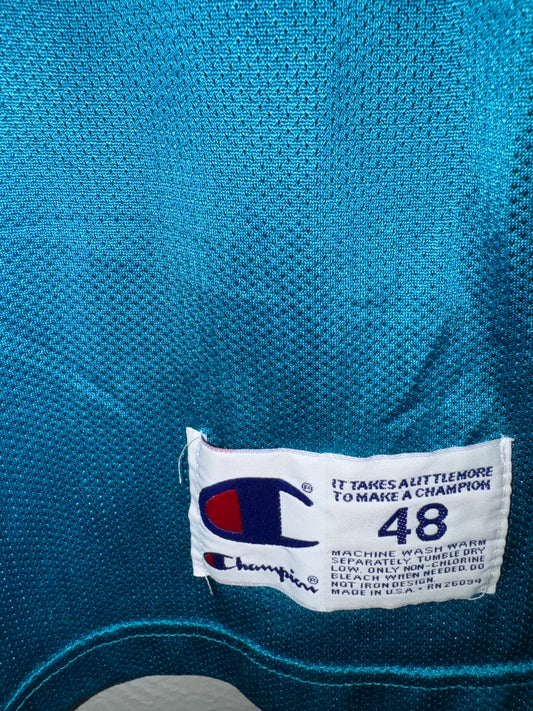 IT TAKES A LITTLE MORE
TO MAKE A CHAMPION
®
48
Champion®
MACHINE WASH WARM
SEPARATELY, TUMBLE DRY
LOW. ONLY NON-CHLORINE
BLEACH WHEN NEEDED. DO
NOT IRON DESIGN.
MADE IN U.S.A. • RN 26094